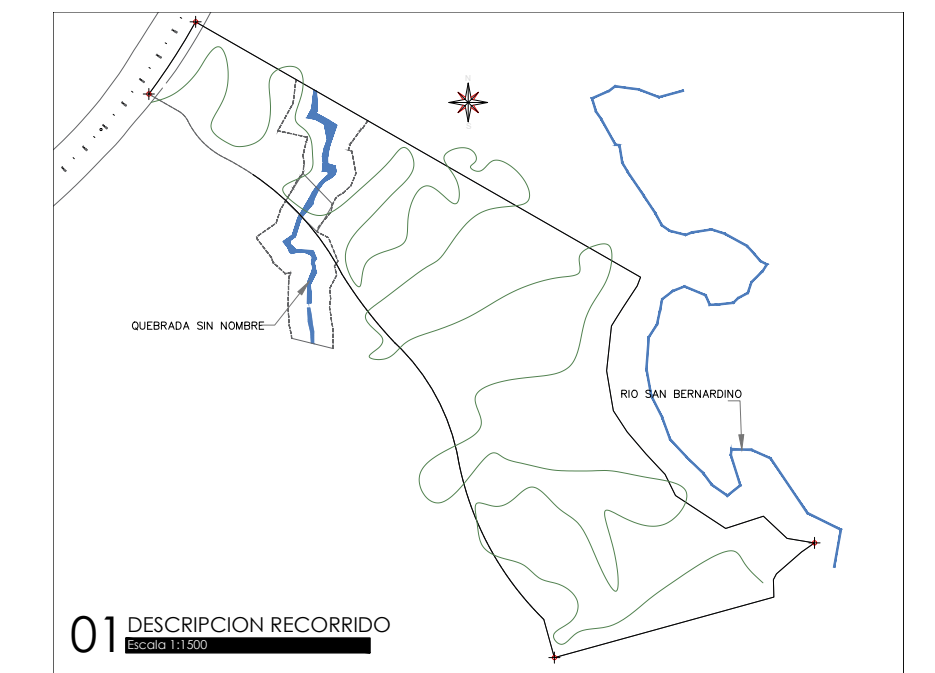 N
S
QUEBRADA SIN NOMBRE
RIO SAN BERNARDINO
01 DESCRIPCION RECORRIDO
Escala 1:1500